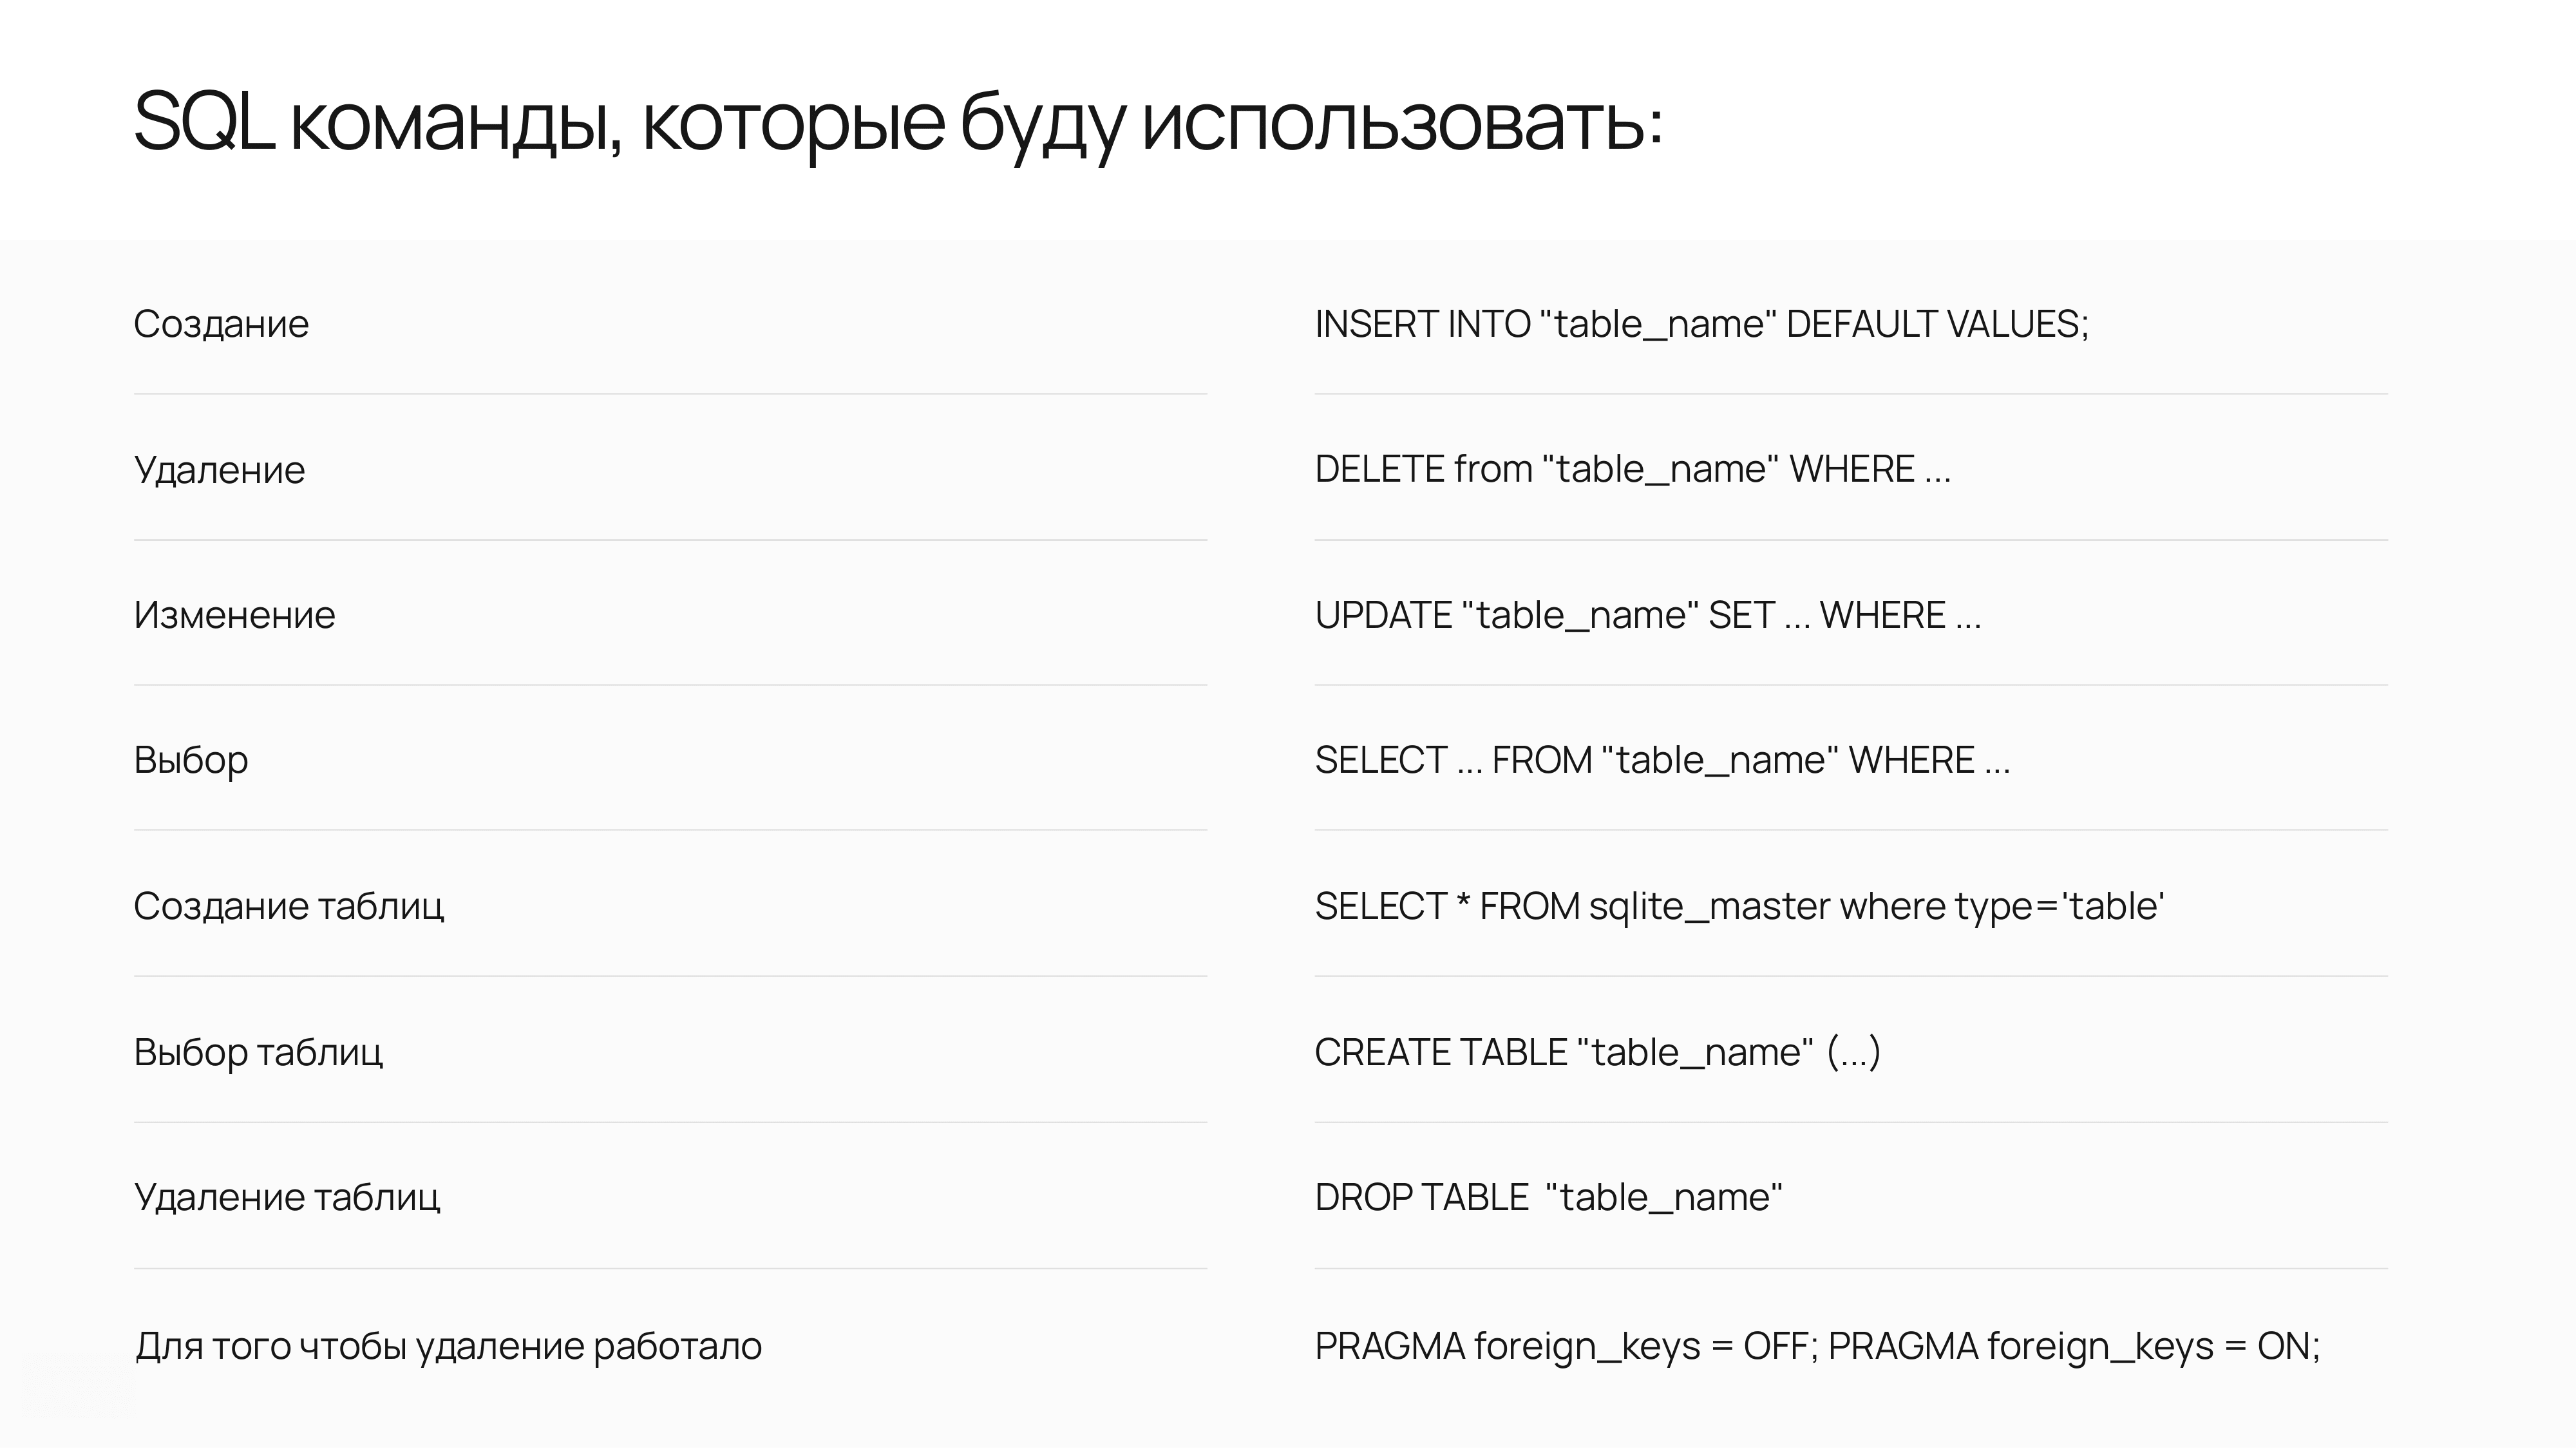 SQL команды, которые буду использовать:
Создание
INSERT INTO "table_name" DEFAULT VALUES;
Удаление
DELETE from "table_name" WHERE ...
Изменение
UPDATE "table_name" SET ... WHERE ...
Выбор
SELECT ... FROM "table_name" WHERE ...
Создание таблиц
SELECT * FROM sqlite_master where type='table'
Выбор таблиц
CREATE TABLE "table_name" (...)
Удаление таблиц
DROP TABLE  "table_name"
Для того чтобы удаление работало
PRAGMA foreign_keys = OFF; PRAGMA foreign_keys = ON;